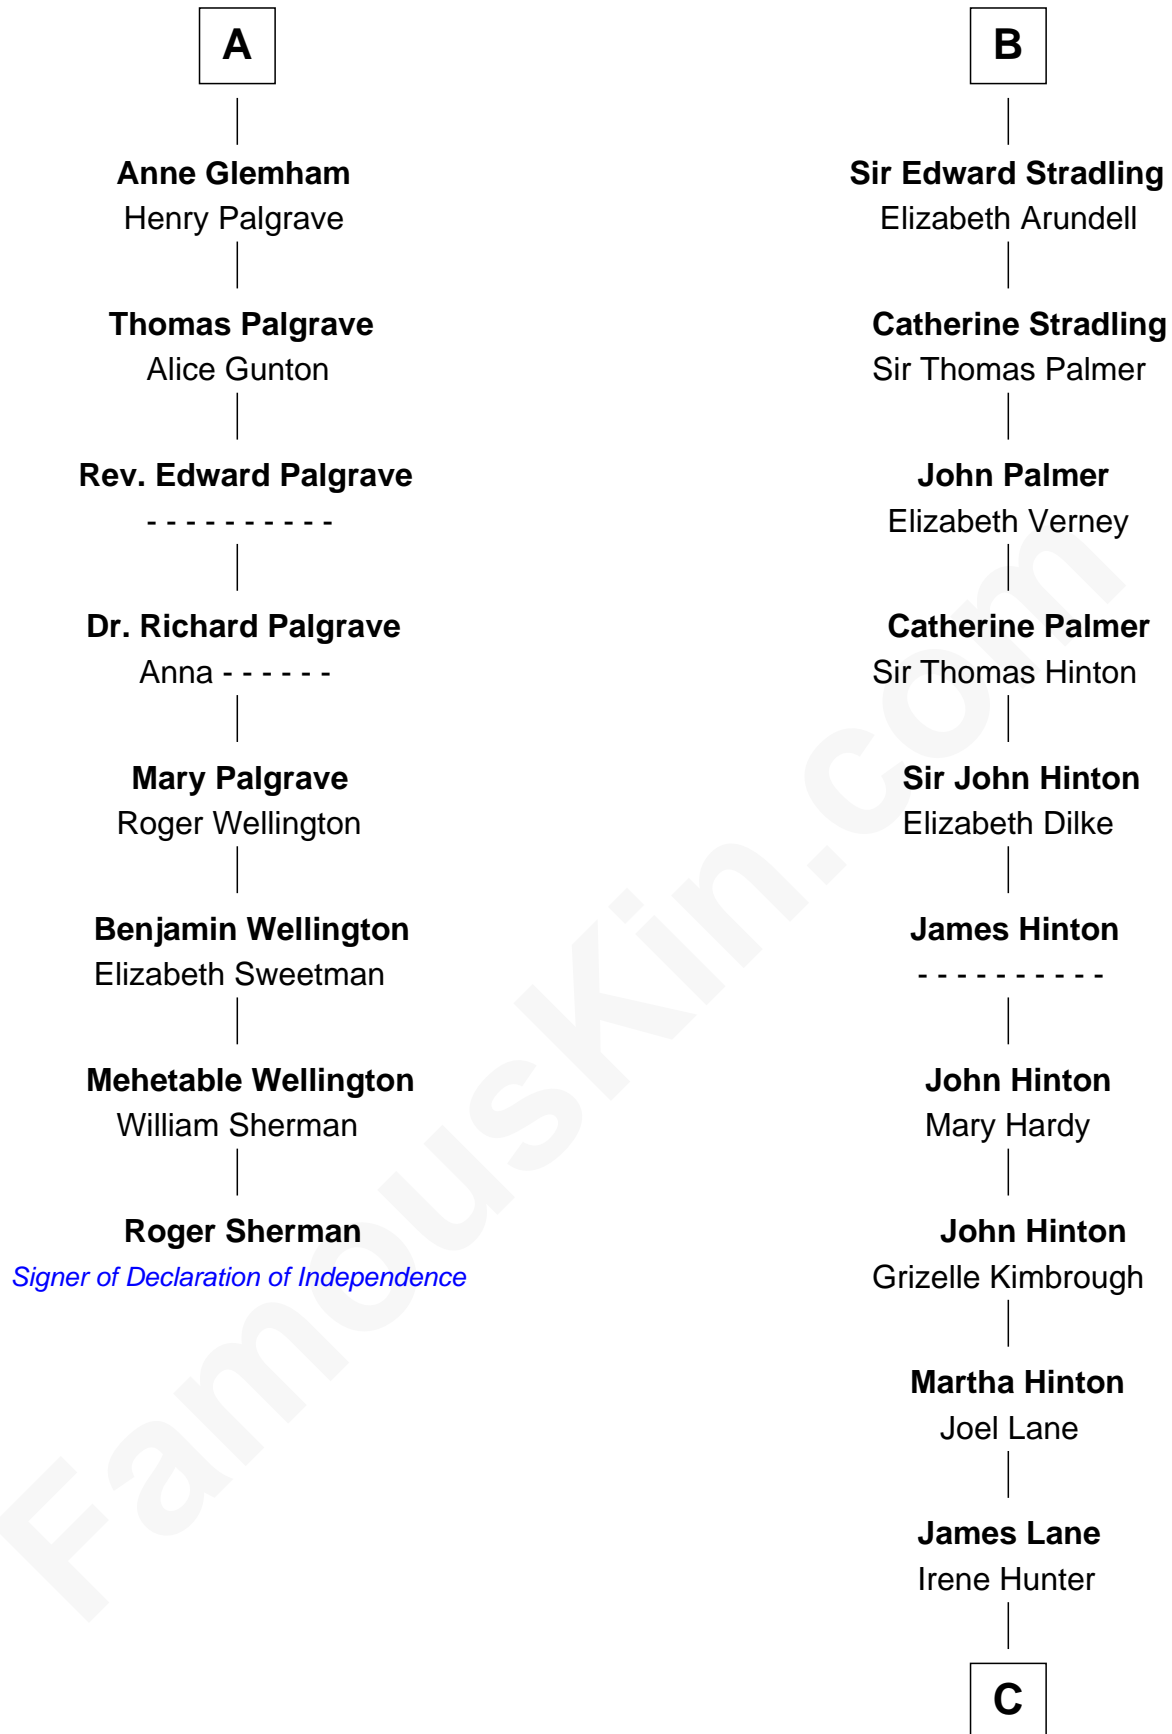 A
Anne Glemham
Henry Palgrave
Thomas Palgrave
Alice Gunton
Rev. Edward Palgrave
- - - - - - - - - -
Dr. Richard Palgrave
Anna - - - - - -
Mary Palgrave
Roger Wellington
Benjamin Wellington
Elizabeth Sweetman
Mehetable Wellington
William Sherman
Roger Sherman
Signer of Declaration of Independence
B
Sir Edward Stradling
Elizabeth Arundell
Catherine Stradling
Sir Thomas Palmer
John Palmer
Elizabeth Verney
Catherine Palmer
Sir Thomas Hinton
Sir John Hinton
Elizabeth Dilke
James Hinton
- - - - - - - - - -
John Hinton
Mary Hardy
John Hinton
Grizelle Kimbrough
Martha Hinton
Joel Lane
James Lane
Irene Hunter
C
FamousKin.com